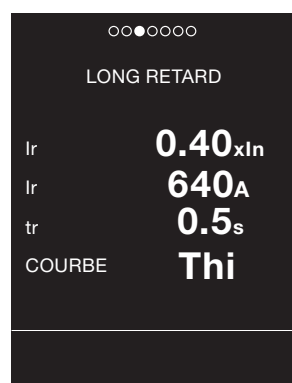 LONG RETARD
Ir 0.40xIn
Ir 640A
tr 0.5s
COURBE Thi